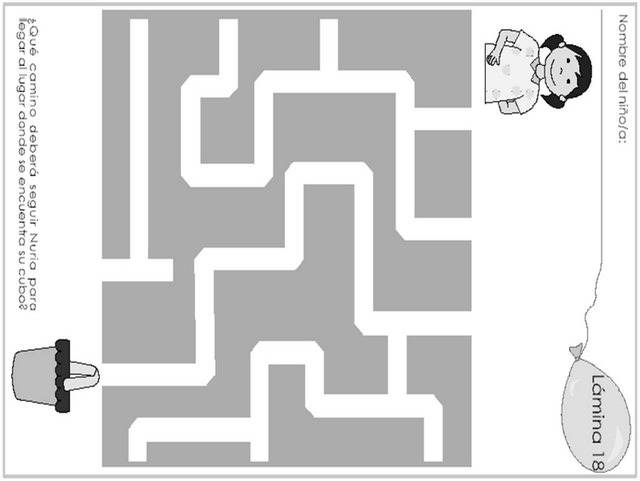 Nombre del niño/a:
Lámina 18
¿Qué camino deberá seguir Nuria para
llegar al lugar donde se encuentra su cubo?